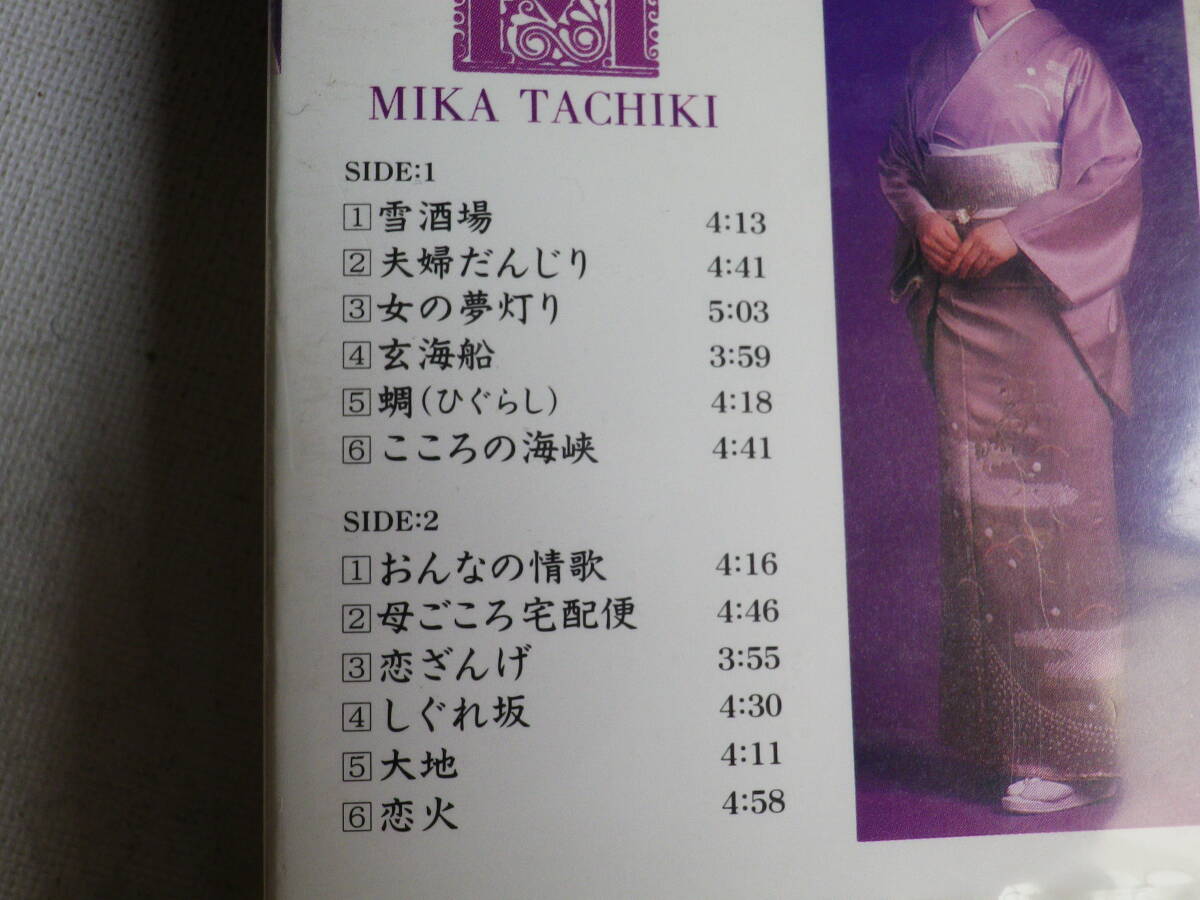 M
MIKA TACHIKI
SIDE:1
1 雪酒場 4:13
2 夫婦だんじり 4:41
3 女の夢灯り 5:03
4 玄海船 3:59
5 蜩(ひぐらし) 4:18
6 こころの海峡 4:41
SIDE:2
1 おんなの情歌 4:16
2 母ごころ宅配便 4:46
3 恋ざんげ 3:55
4 しぐれ坂 4:30
5 大地 4:11
6 恋火 4:58